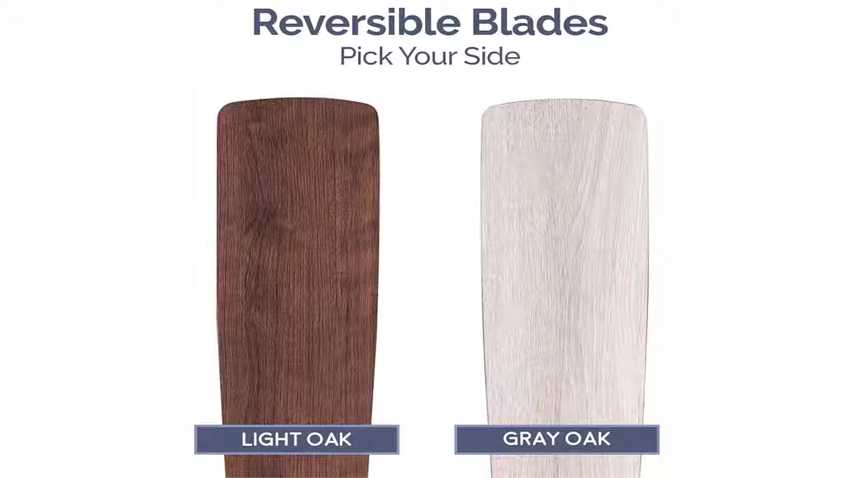 Reversible Blades
Pick Your Side
LIGHT OAK
GRAY OAK